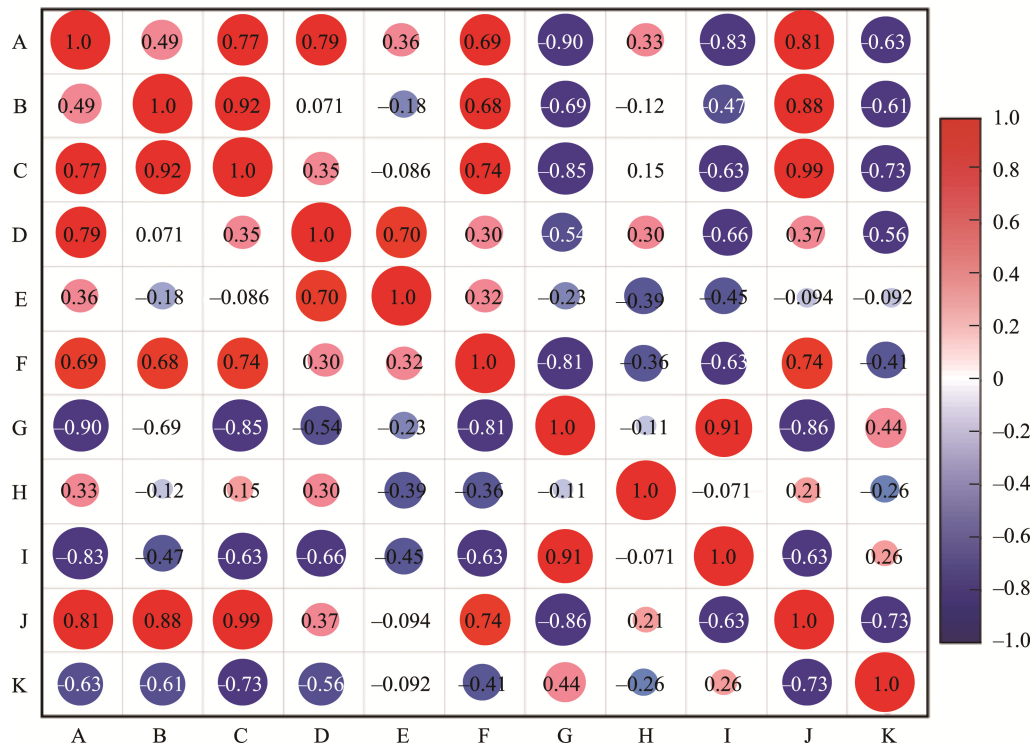 A 1.0 0.49 0.77 0.79 0.36 0.69 −0.90 0.33 −0.83 0.81 −0.63
B 0.49 1.0 0.92 0.071 −0.18 0.68 −0.69 −0.12 −0.47 0.88 −0.61
C 0.77 0.92 1.0 0.35 −0.086 0.74 −0.85 0.15 −0.63 0.99 −0.73
D 0.79 0.071 0.35 1.0 0.70 0.30 −0.54 0.30 −0.66 0.37 −0.56
E 0.36 −0.18 −0.086 0.70 1.0 0.32 −0.23 −0.39 −0.45 −0.094 −0.092
F 0.69 0.68 0.74 0.30 0.32 1.0 −0.81 −0.36 −0.63 0.74 −0.41
G −0.90 −0.69 −0.85 −0.54 −0.23 −0.81 1.0 −0.11 0.91 −0.86 0.44
H 0.33 −0.12 0.15 0.30 −0.39 −0.36 −0.11 1.0 −0.071 0.21 −0.26
I −0.83 −0.47 −0.63 −0.66 −0.45 −0.63 0.91 −0.071 1.0 −0.63 0.26
J 0.81 0.88 0.99 0.37 −0.094 0.74 −0.86 0.21 −0.63 1.0 −0.73
K −0.63 −0.61 −0.73 −0.56 −0.092 −0.41 0.44 −0.26 0.26 −0.73 1.0
A B C D E F G H I J K
1.0
0.8
0.6
0.4
0.2
0
−0.2
−0.4
−0.6
−0.8
−1.0